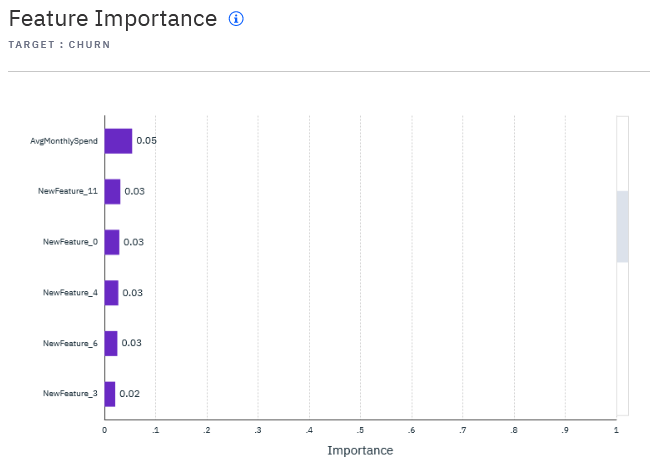 Feature Importance
TARGET : CHURN
AvgMonthlySpend 0.05
NewFeature_11 0.03
NewFeature_0 0.03
NewFeature_4 0.03
NewFeature_6 0.03
NewFeature_3 0.02
0 .1 .2 .3 .4 .5 .6 .7 .8 .9 1
Importance